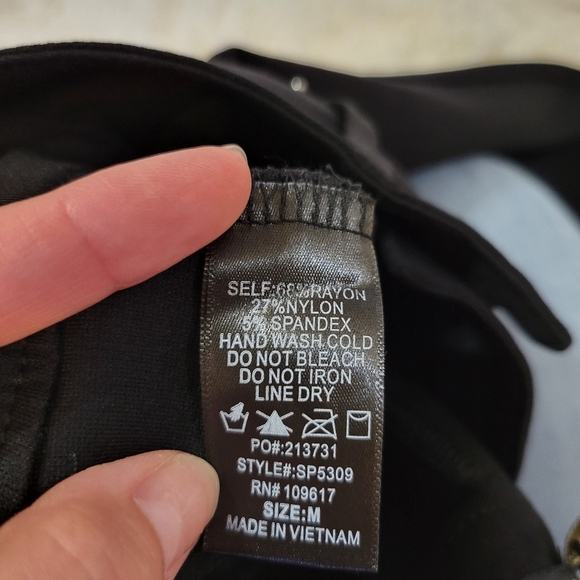 SELF:68%RAYON
27%NYLON
5% SPANDEX
HAND WASH COLD
DO NOT BLEACH
DO NOT IRON
LINE DRY
PO#:213731
STYLE#:SP5309
RN# 109617
SIZE:M
MADE IN VIETNAM